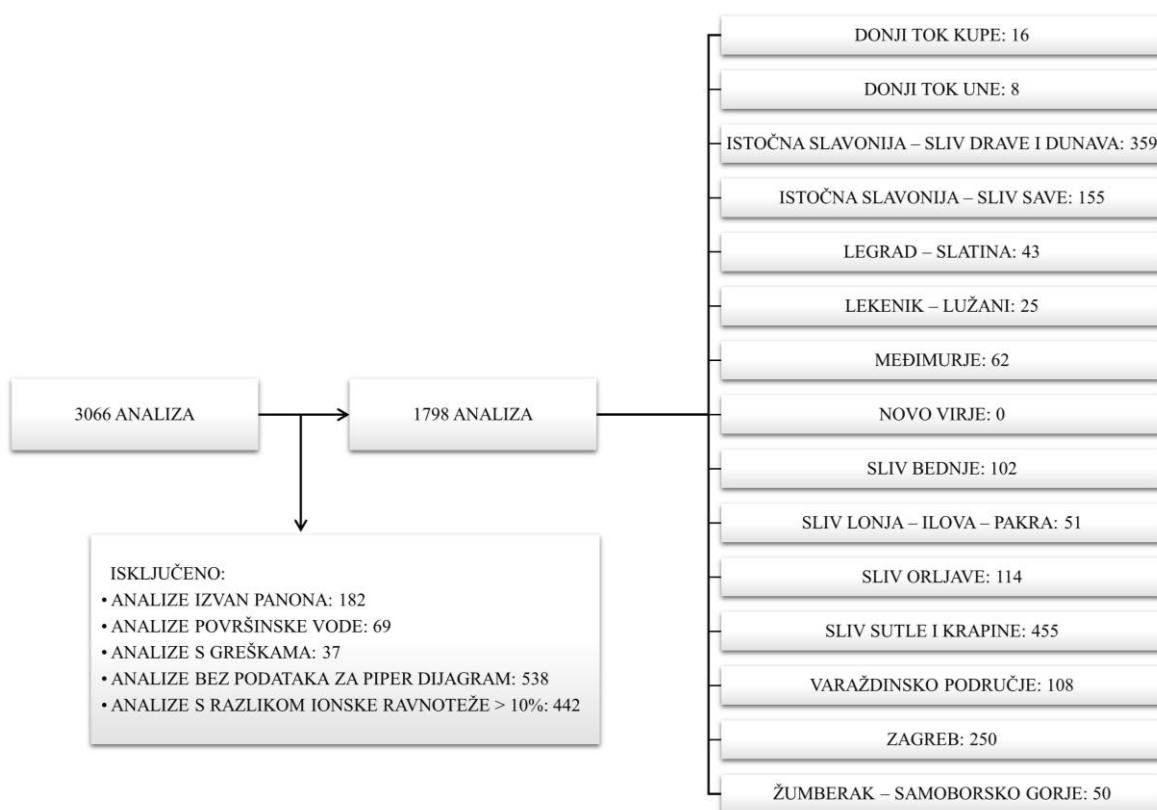 3066 ANALIZA
1798 ANALIZA
ISKLJUČENO:
• ANALIZE IZVAN PANONA: 182
• ANALIZE POVRŠINSKE VODE: 69
• ANALIZE S GREŠKAMA: 37
• ANALIZE BEZ PODATAKA ZA PIPER DIJAGRAM: 538
• ANALIZE S RAZLIKOM IONSKE RAVNOTEŽE > 10%: 442
DONJI TOK KUPE: 16
DONJI TOK UNE: 8
ISTOČNA SLAVONIJA – SLIV DRAVE I DUNAVA: 359
ISTOČNA SLAVONIJA – SLIV SAVE: 155
LEGRAD – SLATINA: 43
LEKENIK – LUŽANI: 25
MEĐIMURJE: 62
NOVO VIRJE: 0
SLIV BEDNJE: 102
SLIV LONJA – ILOVA – PAKRA: 51
SLIV ORLJAVE: 114
SLIV SUTLE I KRAPINE: 455
VARAŽDINSKO PODRUČJE: 108
ZAGREB: 250
ŽUMBERAK – SAMOBORSKO GORJE: 50